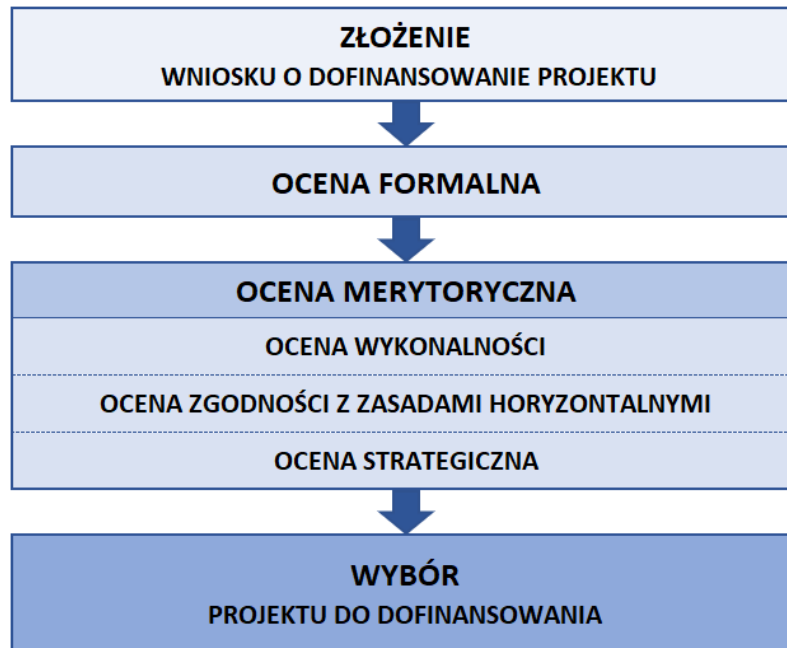 ZŁOŻENIE
WNIOSKU O DOFINANSOWANIE PROJEKTU
OCENA FORMALNA
OCENA MERYTORYCZNA
OCENA WYKONALNOŚCI
OCENA ZGODNOŚCI Z ZASADAMI HORYZONTALNYMI
OCENA STRATEGICZNA
WYBÓR
PROJEKTU DO DOFINANSOWANIA